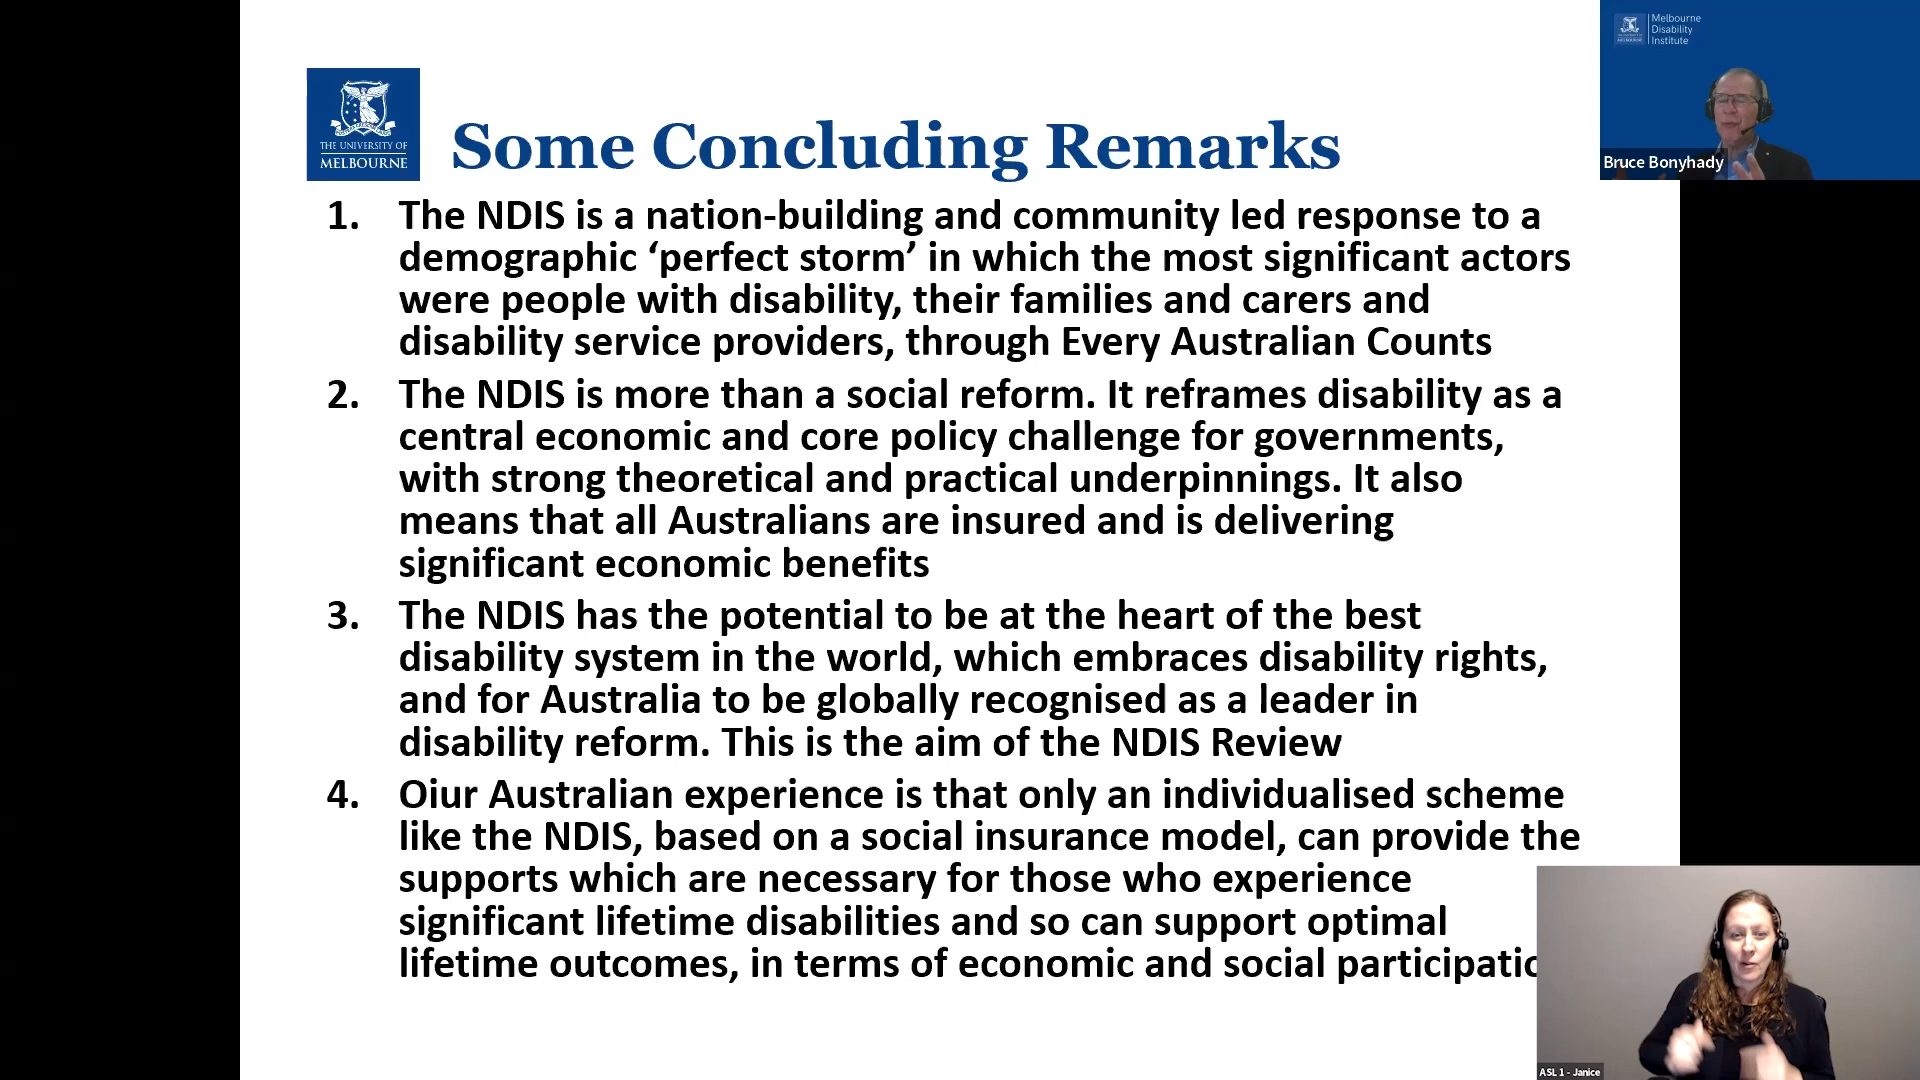 THE UNIVERSITY OF
MELBOURNE
Some Concluding Remarks
1. The NDIS is a nation-building and community led response to a
demographic ‘perfect storm’ in which the most significant actors
were people with disability, their families and carers and
disability service providers, through Every Australian Counts
2. The NDIS is more than a social reform. It reframes disability as a
central economic and core policy challenge for governments,
with strong theoretical and practical underpinnings. It also
means that all Australians are insured and is delivering
significant economic benefits
3. The NDIS has the potential to be at the heart of the best
disability system in the world, which embraces disability rights,
and for Australia to be globally recognised as a leader in
disability reform. This is the aim of the NDIS Review
4. Oiur Australian experience is that only an individualised scheme
like the NDIS, based on a social insurance model, can provide the
supports which are necessary for those who experience
significant lifetime disabilities and so can support optimal
lifetime outcomes, in terms of economic and social participatio
Melbourne
Disability
Institute
Bruce Bonyhady
ASL 1 - Janice